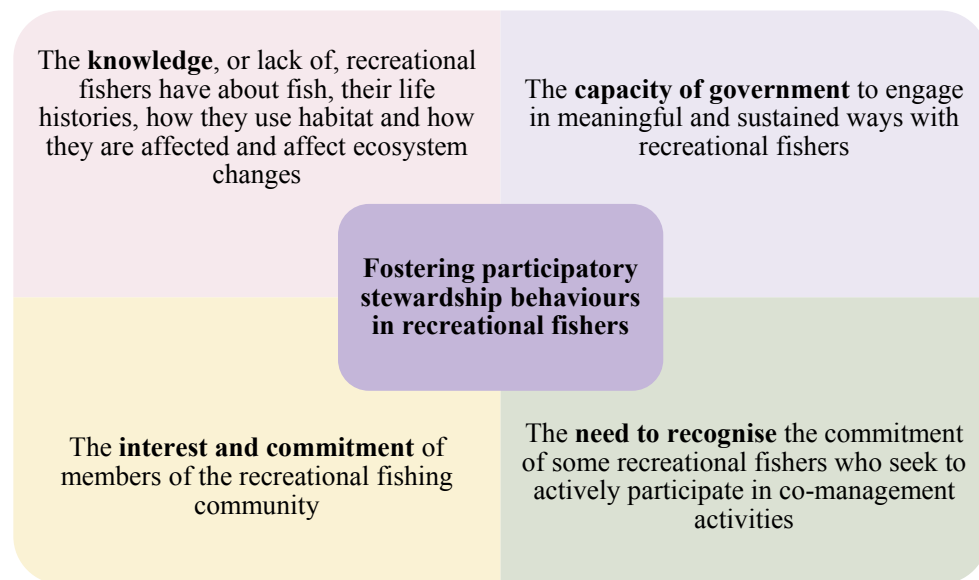 The knowledge, or lack of, recreational
fishers have about fish, their life
histories, how they use habitat and how
they are affected and affect ecosystem
changes
The capacity of government to engage
in meaningful and sustained ways with
recreational fishers
Fostering participatory
stewardship behaviours
in recreational fishers
The interest and commitment of
members of the recreational fishing
community
The need to recognise the commitment
of some recreational fishers who seek to
actively participate in co-management
activities